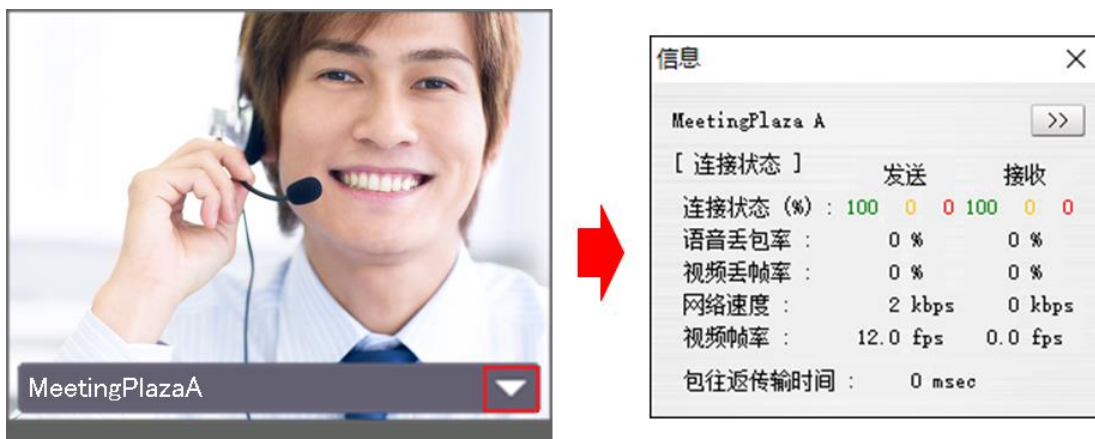 MeetingPlazaA
信息
MeetingPlaza A
>>
[ 连接状态 ]
发送 接收
连接状态 (%) : 100 0 0 100 0 0
语音丢包率 : 0 % 0 %
视频丢帧率 : 0 % 0 %
网络速度 : 2 kbps 0 kbps
视频帧率 : 12.0 fps 0.0 fps
包往返传输时间 : 0 msec